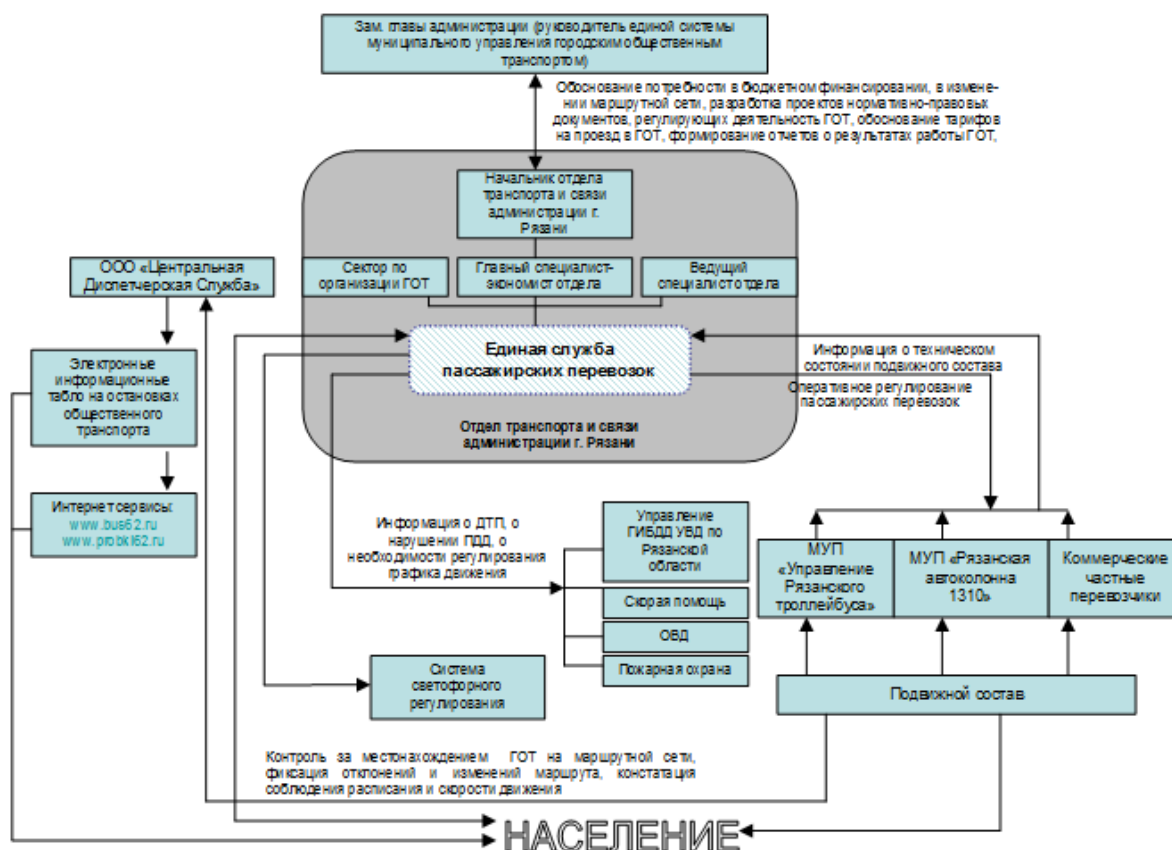 Зам. главы администрации (руководитель единой системы
муниципального управления городским общественным
транспортом)
Обоснование потребности в бюджетном финансировании, в измене-
нии маршрутной сети, разработка проектов нормативно-правовых
документов, регулирующих деятельность ГОТ, обоснование тарифов
на проезд в ГОТ, формирование отчетов о результатах работы ГОТ,
Начальник отдела
транспорта и связи
администрации г.
Рязани
ООО «Центральная
Диспетчерская Служба»
Сектор по
организации ГОТ
Главный специалист-
экономист отдела
Ведущий
специалист отдела
Единая служба
пассажирских перевозок
Информация о техническом
состоянии подвижного состава
Оперативное регулирование
пассажирских перевозок
Электронные
информационные
табло на остановках
общественного
транспорта
Отдел транспорта и связи
администрации г. Рязани
Интернет сервисы:
www.bus62.ru
www.probki62.ru
Информация о ДТП, о
нарушении ПДД, о
необходимости регулирования
графика движения
Управление
ГИБДД УВД по
Рязанской
области
Скорая помощь
ОВД
Пожарная охрана
МУП
«Управление
Рязанского
троллейбуса»
МУП «Рязанская
автоколонна
1310»
Коммерческие
частные
перевозчики
Система
светофорного
регулирования
Подвижной состав
Контроль за местонахождением ГОТ на маршрутной сети,
фиксация отклонений и изменений маршрута, констатация
соблюдения расписания и скорости движения
НАСЕЛЕНИЕ